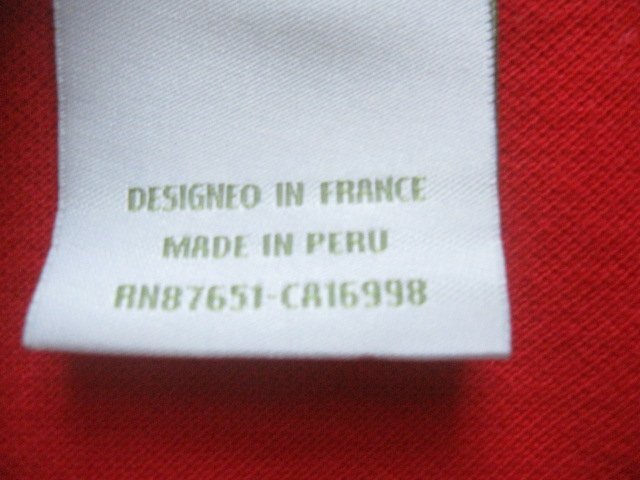 DESIGNED IN FRANCE
MADE IN PERU
RN87651-CA16998